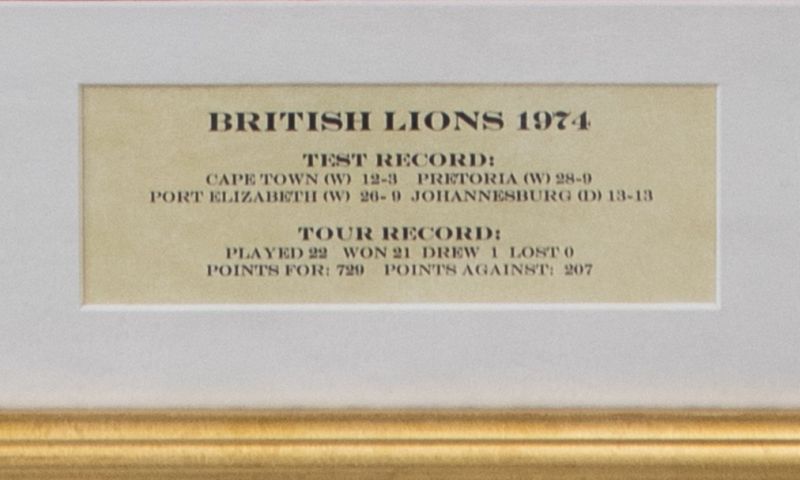 BRITISH LIONS 1974
TEST RECORD:
CAPE TOWN (W) 12-3 PRETORIA (W) 28-9
PORT ELIZABETH (W) 26- 9 JOHANNESBURG (D) 13-13
TOUR RECORD:
PLAYED 22 WON 21 DREW 1 LOST 0
POINTS FOR: 729 POINTS AGAINST: 207